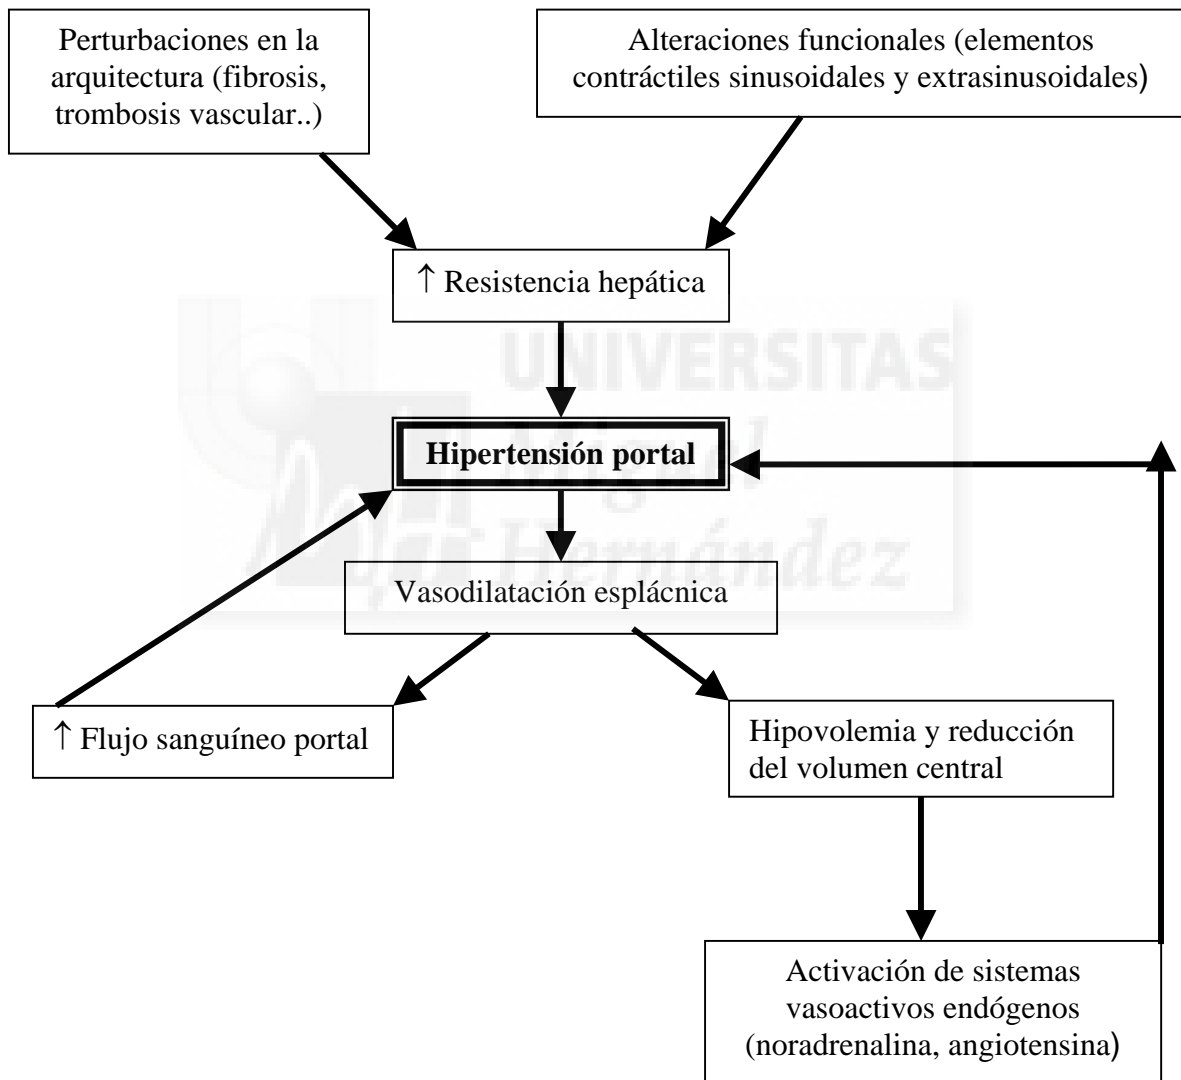 Perturbaciones en la
arquitectura (fibrosis,
trombosis vascular..)
Alteraciones funcionales (elementos
contráctiles sinusoidales y extrasinusoidales)
↑ Resistencia hepática
UNIVERSITAS
Miguel
Hernández
Hipertensión portal
Vasodilatación esplácnica
↑ Flujo sanguíneo portal
Hipovolemia y reducción
del volumen central
Activación de sistemas
vasoactivos endógenos
(noradrenalina, angiotensina)